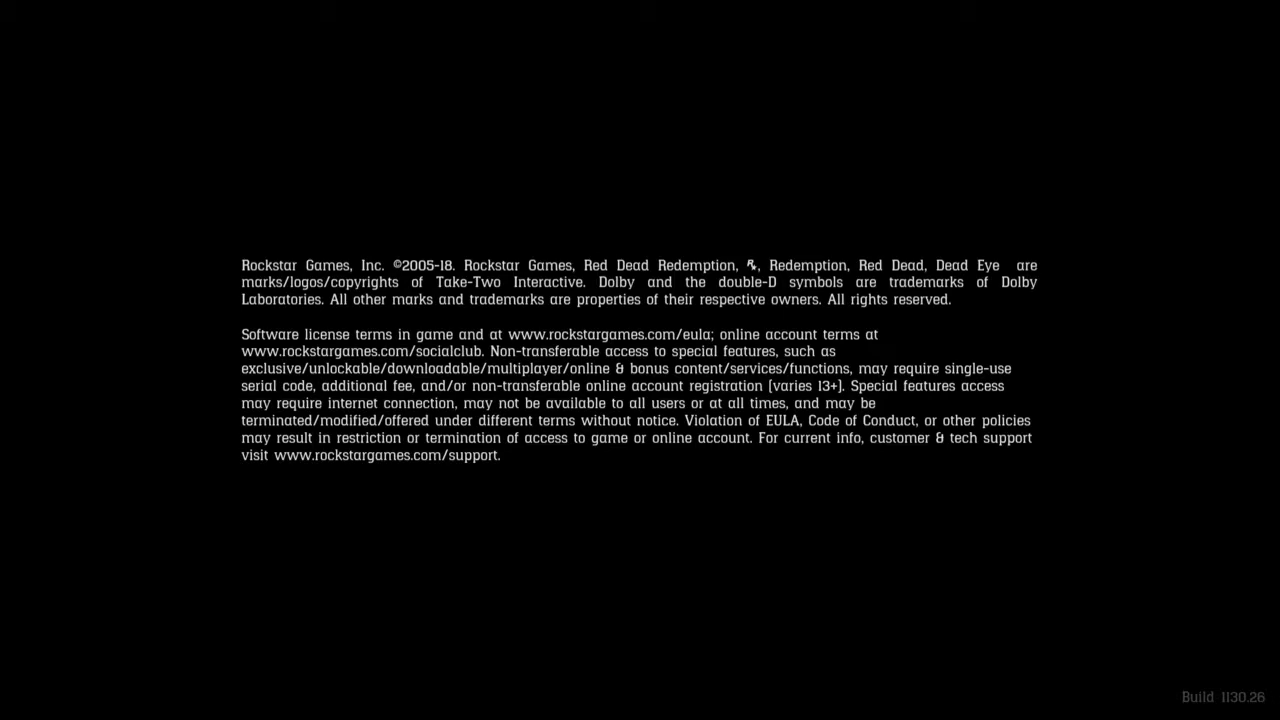 Rockstar Games, Inc. ©2005-18. Rockstar Games, Red Dead Redemption, , Redemption, Red Dead, Dead Eye are
marks/logos/copyrights of Take-Two Interactive. Dolby and the double-D symbols are trademarks of Dolby
Laboratories. All other marks and trademarks are properties of their respective owners. All rights reserved.
Software license terms in game and at www.rockstargames.com/eula; online account terms at
www.rockstargames.com/socialclub. Non-transferable access to special features, such as
exclusive/unlockable/downloadable/multiplayer/online & bonus content/services/functions, may require single-use
serial code, additional fee, and/or non-transferable online account registration (varies 13+). Special features access
may require internet connection, may not be available to all users or at all times, and may be
terminated/modified/offered under different terms without notice. Violation of EULA, Code of Conduct, or other policies
may result in restriction or termination of access to game or online account. For current info, customer & tech support
visit www.rockstargames.com/support.
Build 1130.26